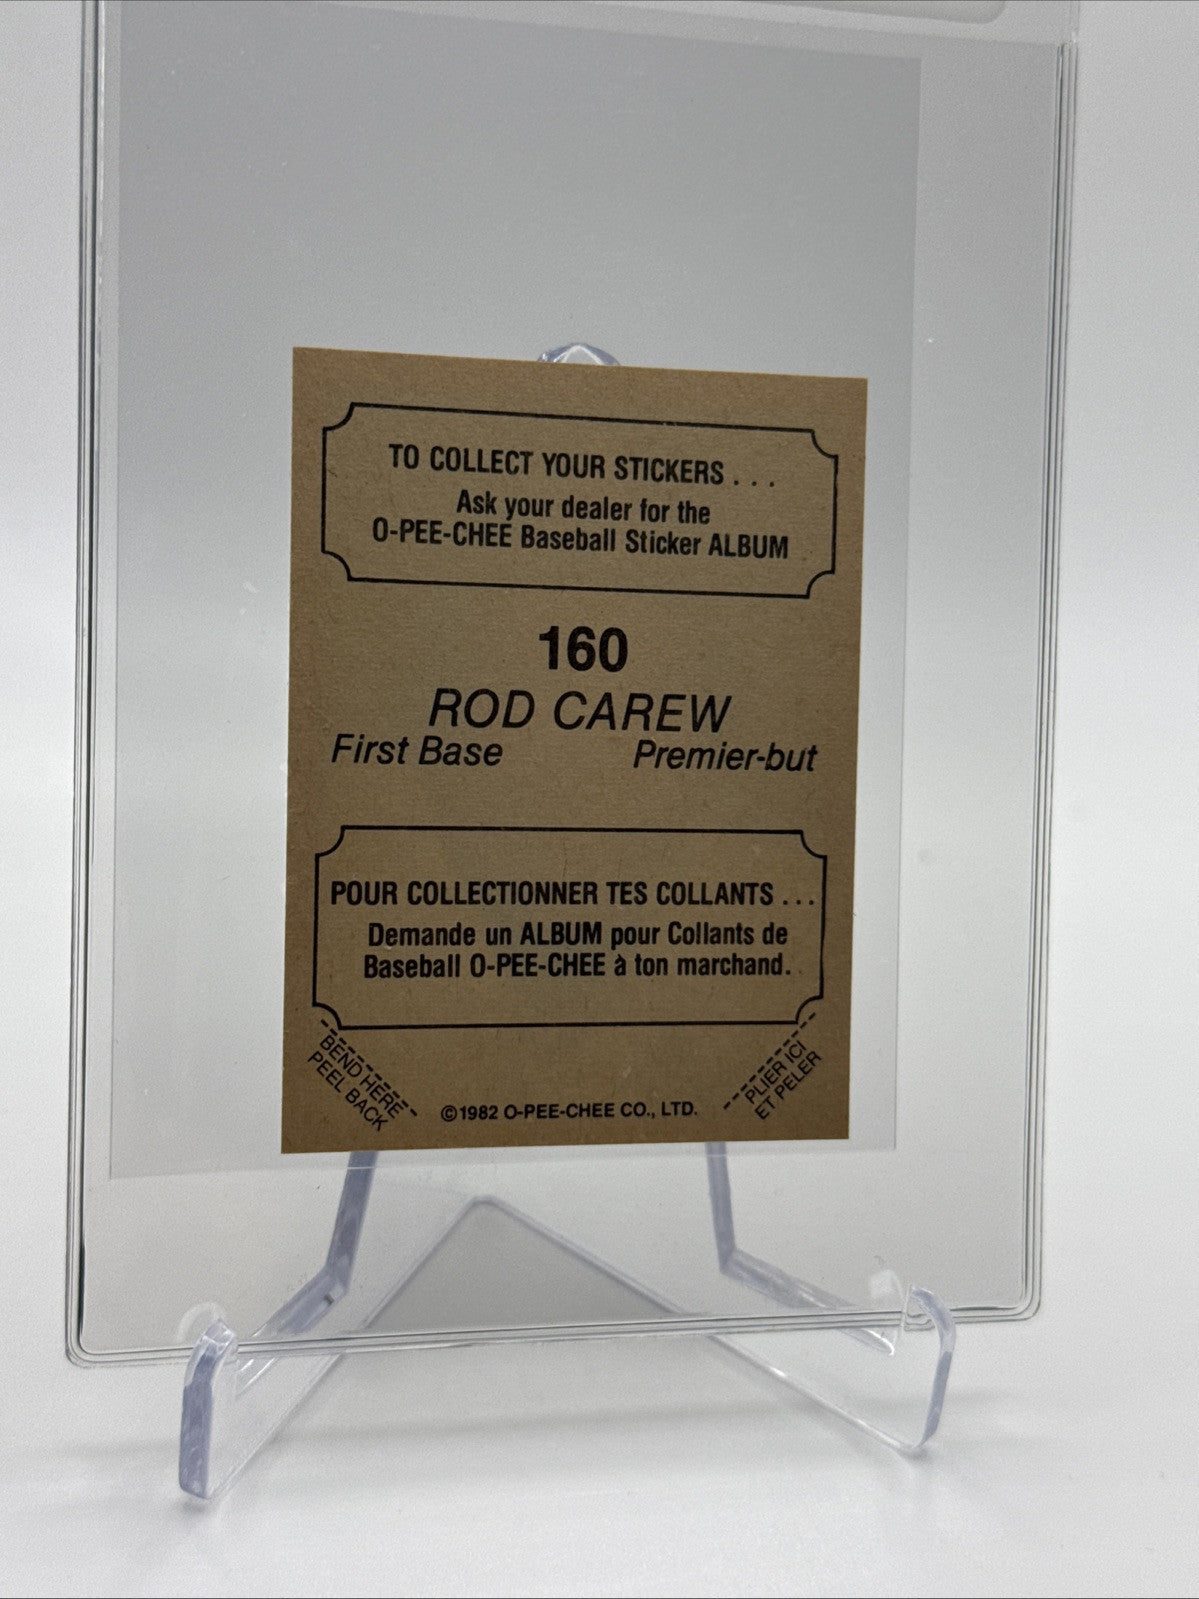 TO COLLECT YOUR STICKERS . . .
Ask your dealer for the
O-PEE-CHEE Baseball Sticker ALBUM
160
ROD CAREW
First Base Premier-but
POUR COLLECTIONNER TES COLLANTS . . .
Demande un ALBUM pour Collants de
Baseball O-PEE-CHEE à ton marchand.
BEND HERE
PEEL BACK
©1982 O-PEE-CHEE CO., LTD.
PLIER ICI
ET PELER